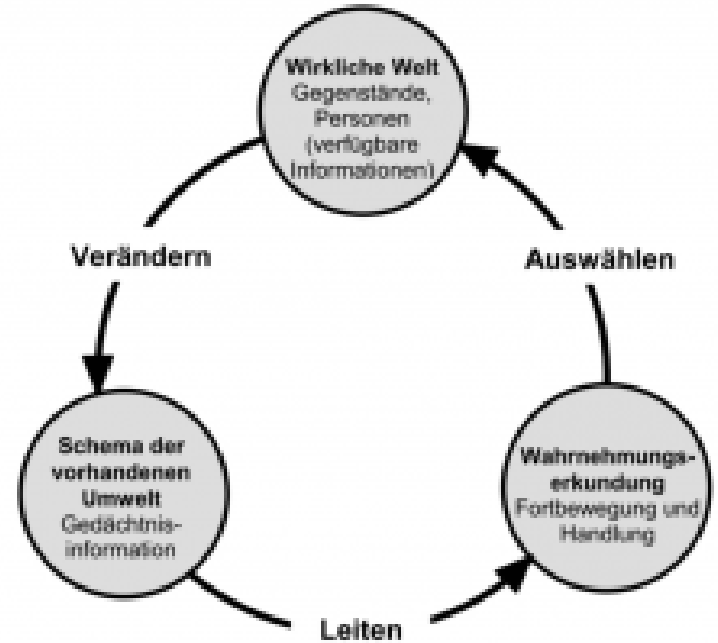 Wirkliche Welt
Gegenstände,
Personen
(verfügbare
Informationen)
Verändern
Auswählen
Schema der
vorhandenen
Umwelt
Gedächtnis-
information
Wahrnehmungs-
erkundung
Fortbewegung und
Handlung
Leiten